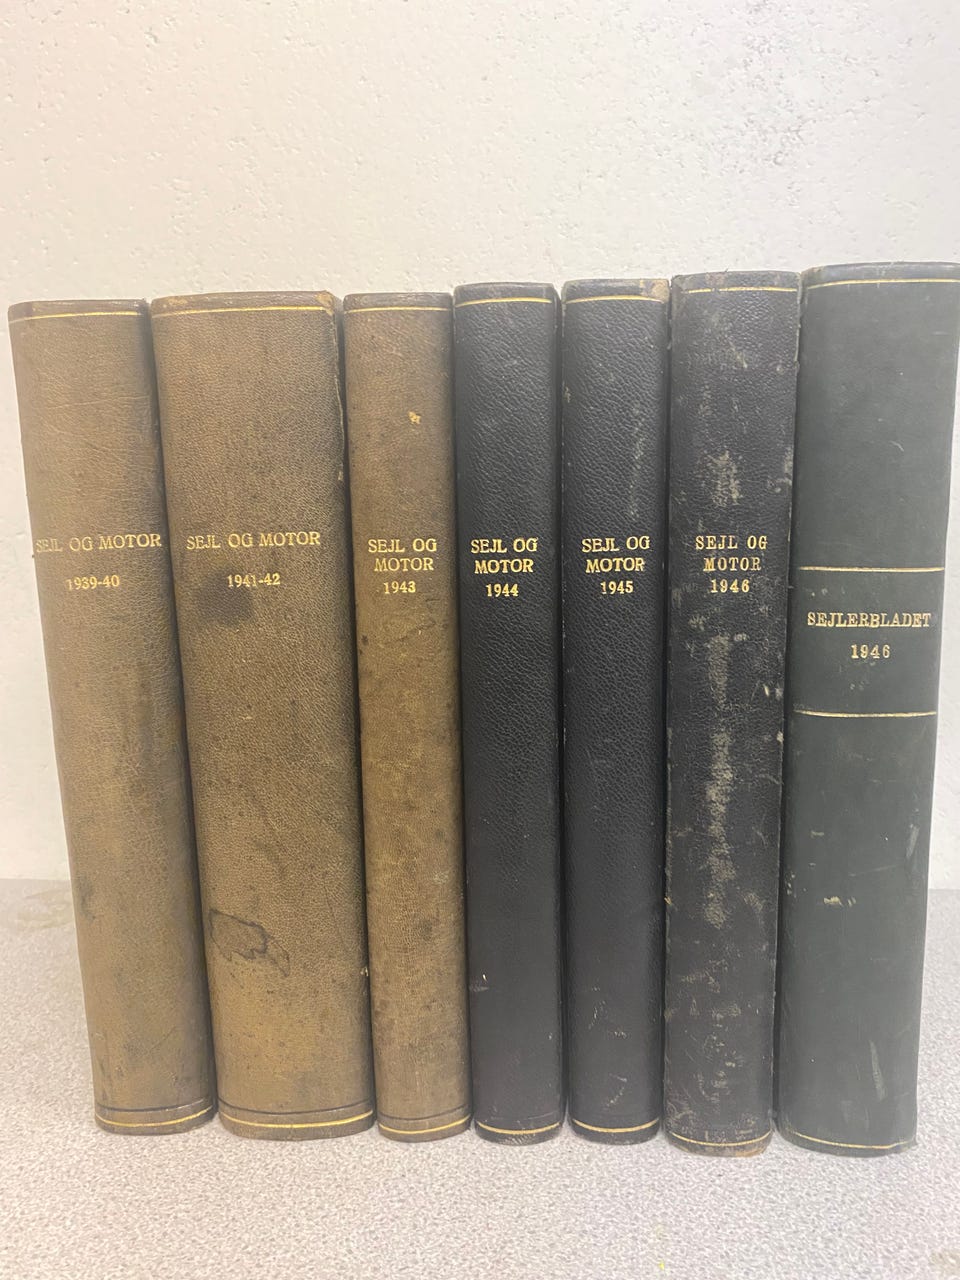 SEJL OG MOTOR
1939-40
SEJL OG MOTOR
1941-42
SEJL OG
MOTOR
1943
SEJL OG
MOTOR
1944
SEJL OG
MOTOR
1945
SEJL OG
MOTOR
1946
SEJLERBLADET
1946